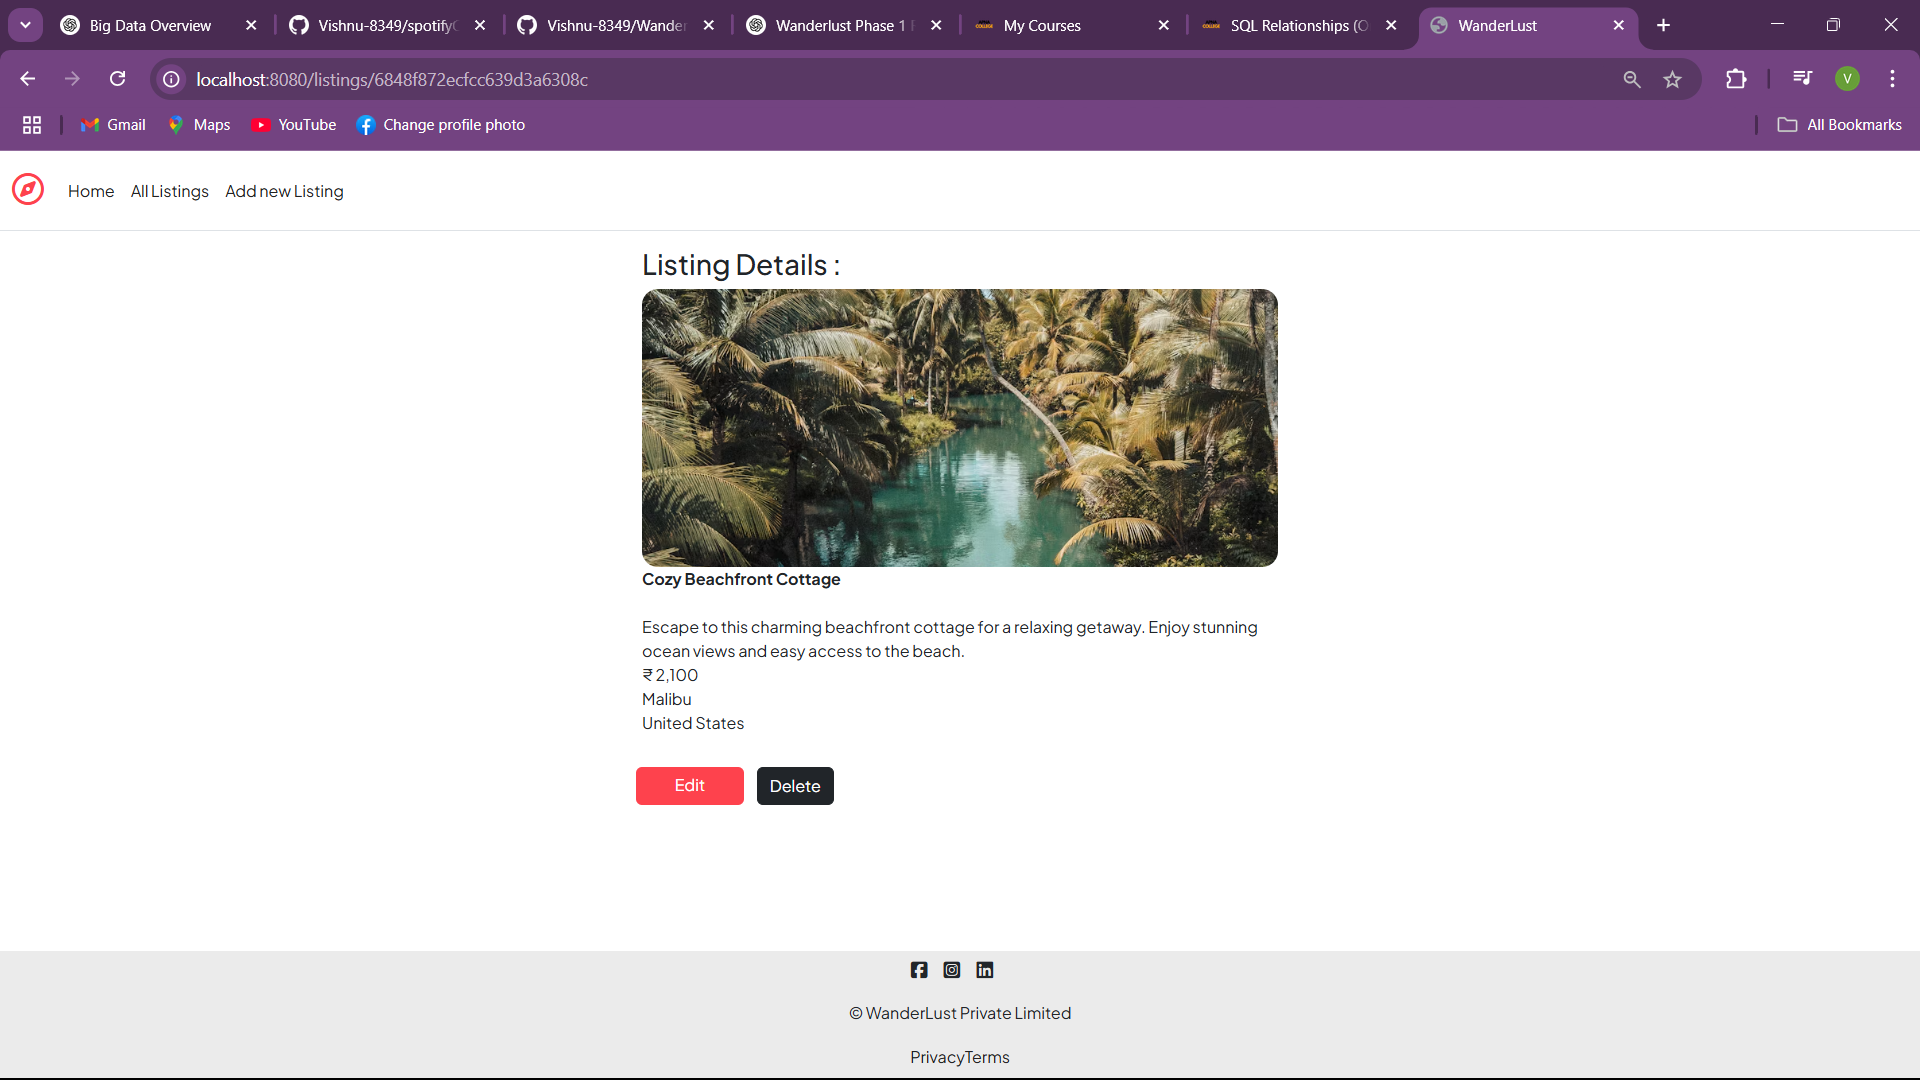 Big Data Overview
Vishnu-8349/spotifyC
Vishnu-8349/Wander
Wanderlust Phase 1
My Courses
SQL Relationships (O
WanderLust
localhost:8080/listings/6848f872ecfcc639d3a6308c
V
Gmail
Maps
YouTube
Change profile photo
All Bookmarks
Home
All Listings
Add new Listing
Listing Details :
Cozy Beachfront Cottage
Escape to this charming beachfront cottage for a relaxing getaway. Enjoy stunning
ocean views and easy access to the beach.
₹ 2,100
Malibu
United States
Edit
Delete
© WanderLust Private Limited
PrivacyTerms